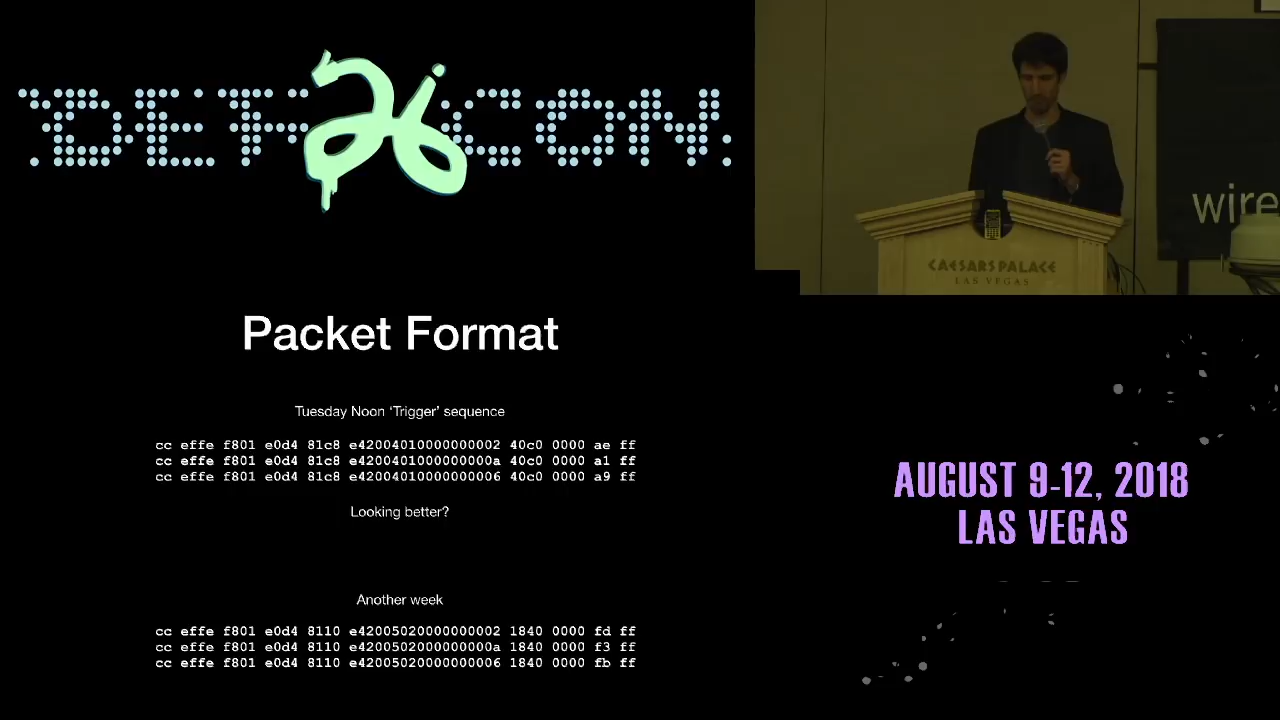 DEF CON
26
wire
CAESARS PALACE
LAS VEGAS
Packet Format
Tuesday Noon ‘Trigger’ sequence
cc effe f801 e0d4 81c8 e42004010000000002 40c0 0000 ae ff
cc effe f801 e0d4 81c8 e4200401000000000a 40c0 0000 a1 ff
cc effe f801 e0d4 81c8 e42004010000000006 40c0 0000 a9 ff
Looking better?
Another week
cc effe f801 e0d4 8110 e42005020000000002 1840 0000 fd ff
cc effe f801 e0d4 8110 e4200502000000000a 1840 0000 f3 ff
cc effe f801 e0d4 8110 e42005020000000006 1840 0000 fb ff
AUGUST 9-12, 2018
LAS VEGAS